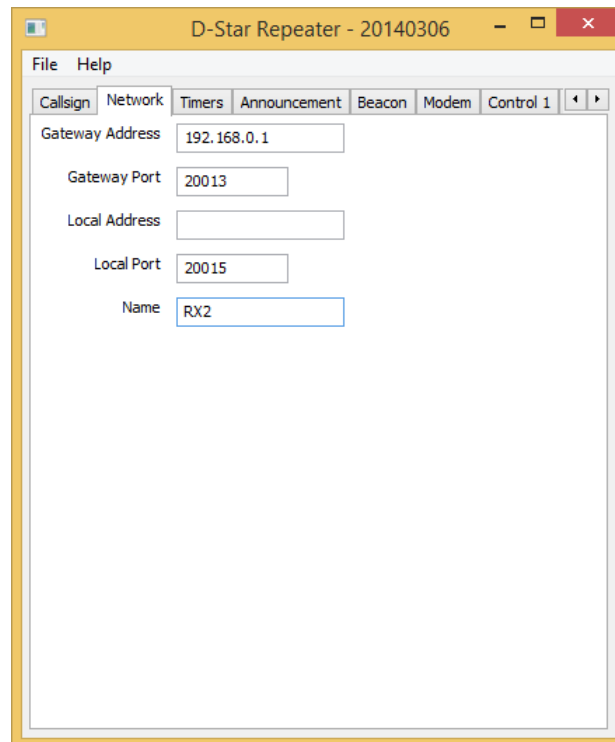 D-Star Repeater - 20140306
File Help
Callsign Network Timers Announcement Beacon Modem Control 1
Gateway Address 192.168.0.1
Gateway Port 20013
Local Address
Local Port 20015
Name RX2